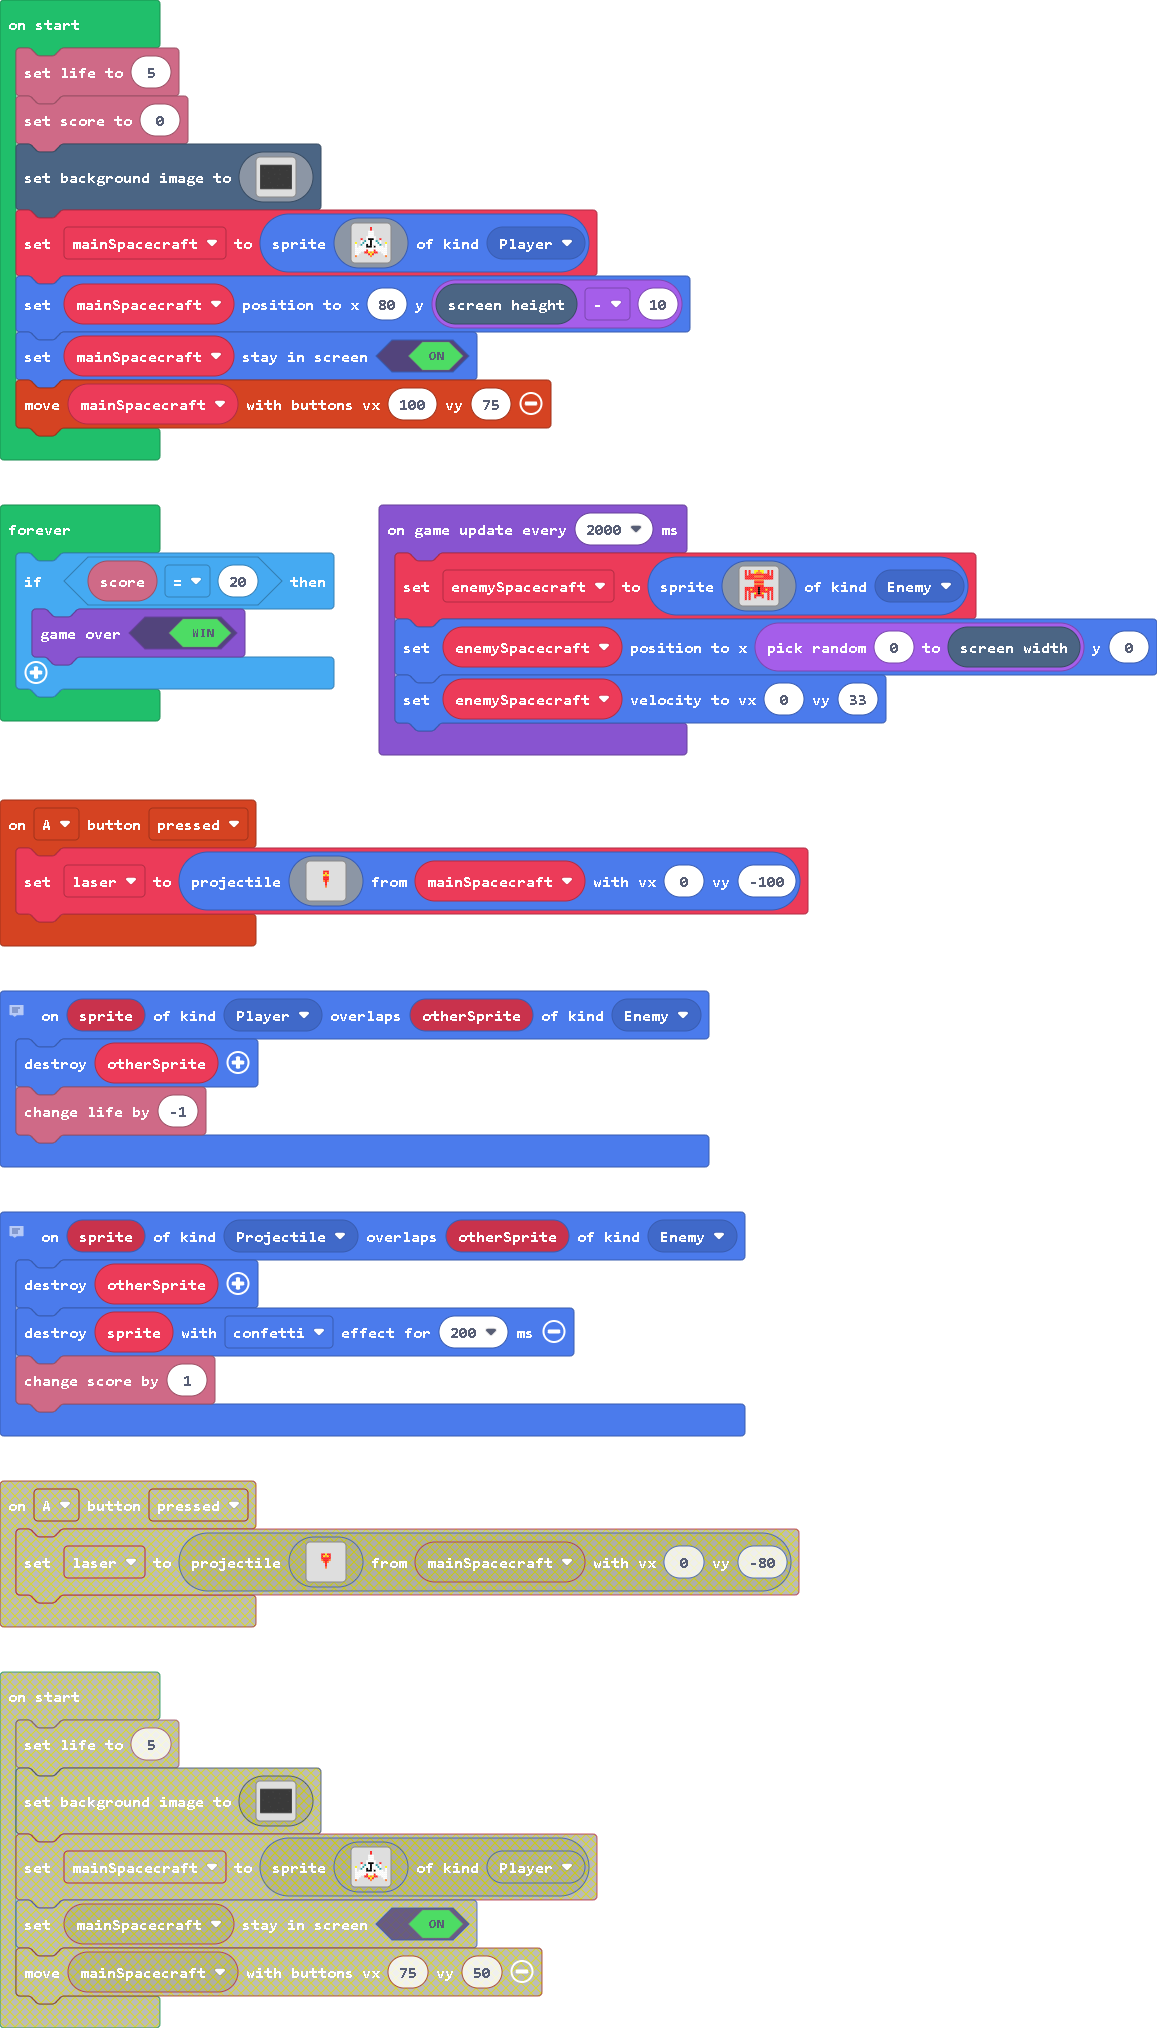 on start
set life to 5
set score to 0
set background image to
set mainSpacecraft to sprite J. of kind Player
set mainSpacecraft position to x 80 y screen height - 10
set mainSpacecraft stay in screen ON
move mainSpacecraft with buttons vx 100 vy 75
forever
if score = 20 then
game over WIN
on game update every 2000 ms
set enemySpacecraft to sprite of kind Enemy
set enemySpacecraft position to x pick random 0 to screen width y 0
set enemySpacecraft velocity to vx 0 vy 33
on A button pressed
set laser to projectile from mainSpacecraft with vx 0 vy -100
on sprite of kind Player overlaps otherSprite of kind Enemy
destroy otherSprite
change life by -1
on sprite of kind Projectile overlaps otherSprite of kind Enemy
destroy otherSprite
destroy sprite with confetti effect for 200 ms
change score by 1
on A button pressed
set laser to projectile from mainSpacecraft with vx 0 vy -80
on start
set life to 5
set background image to
set mainSpacecraft to sprite J. of kind Player
set mainSpacecraft stay in screen ON
move mainSpacecraft with buttons vx 75 vy 50